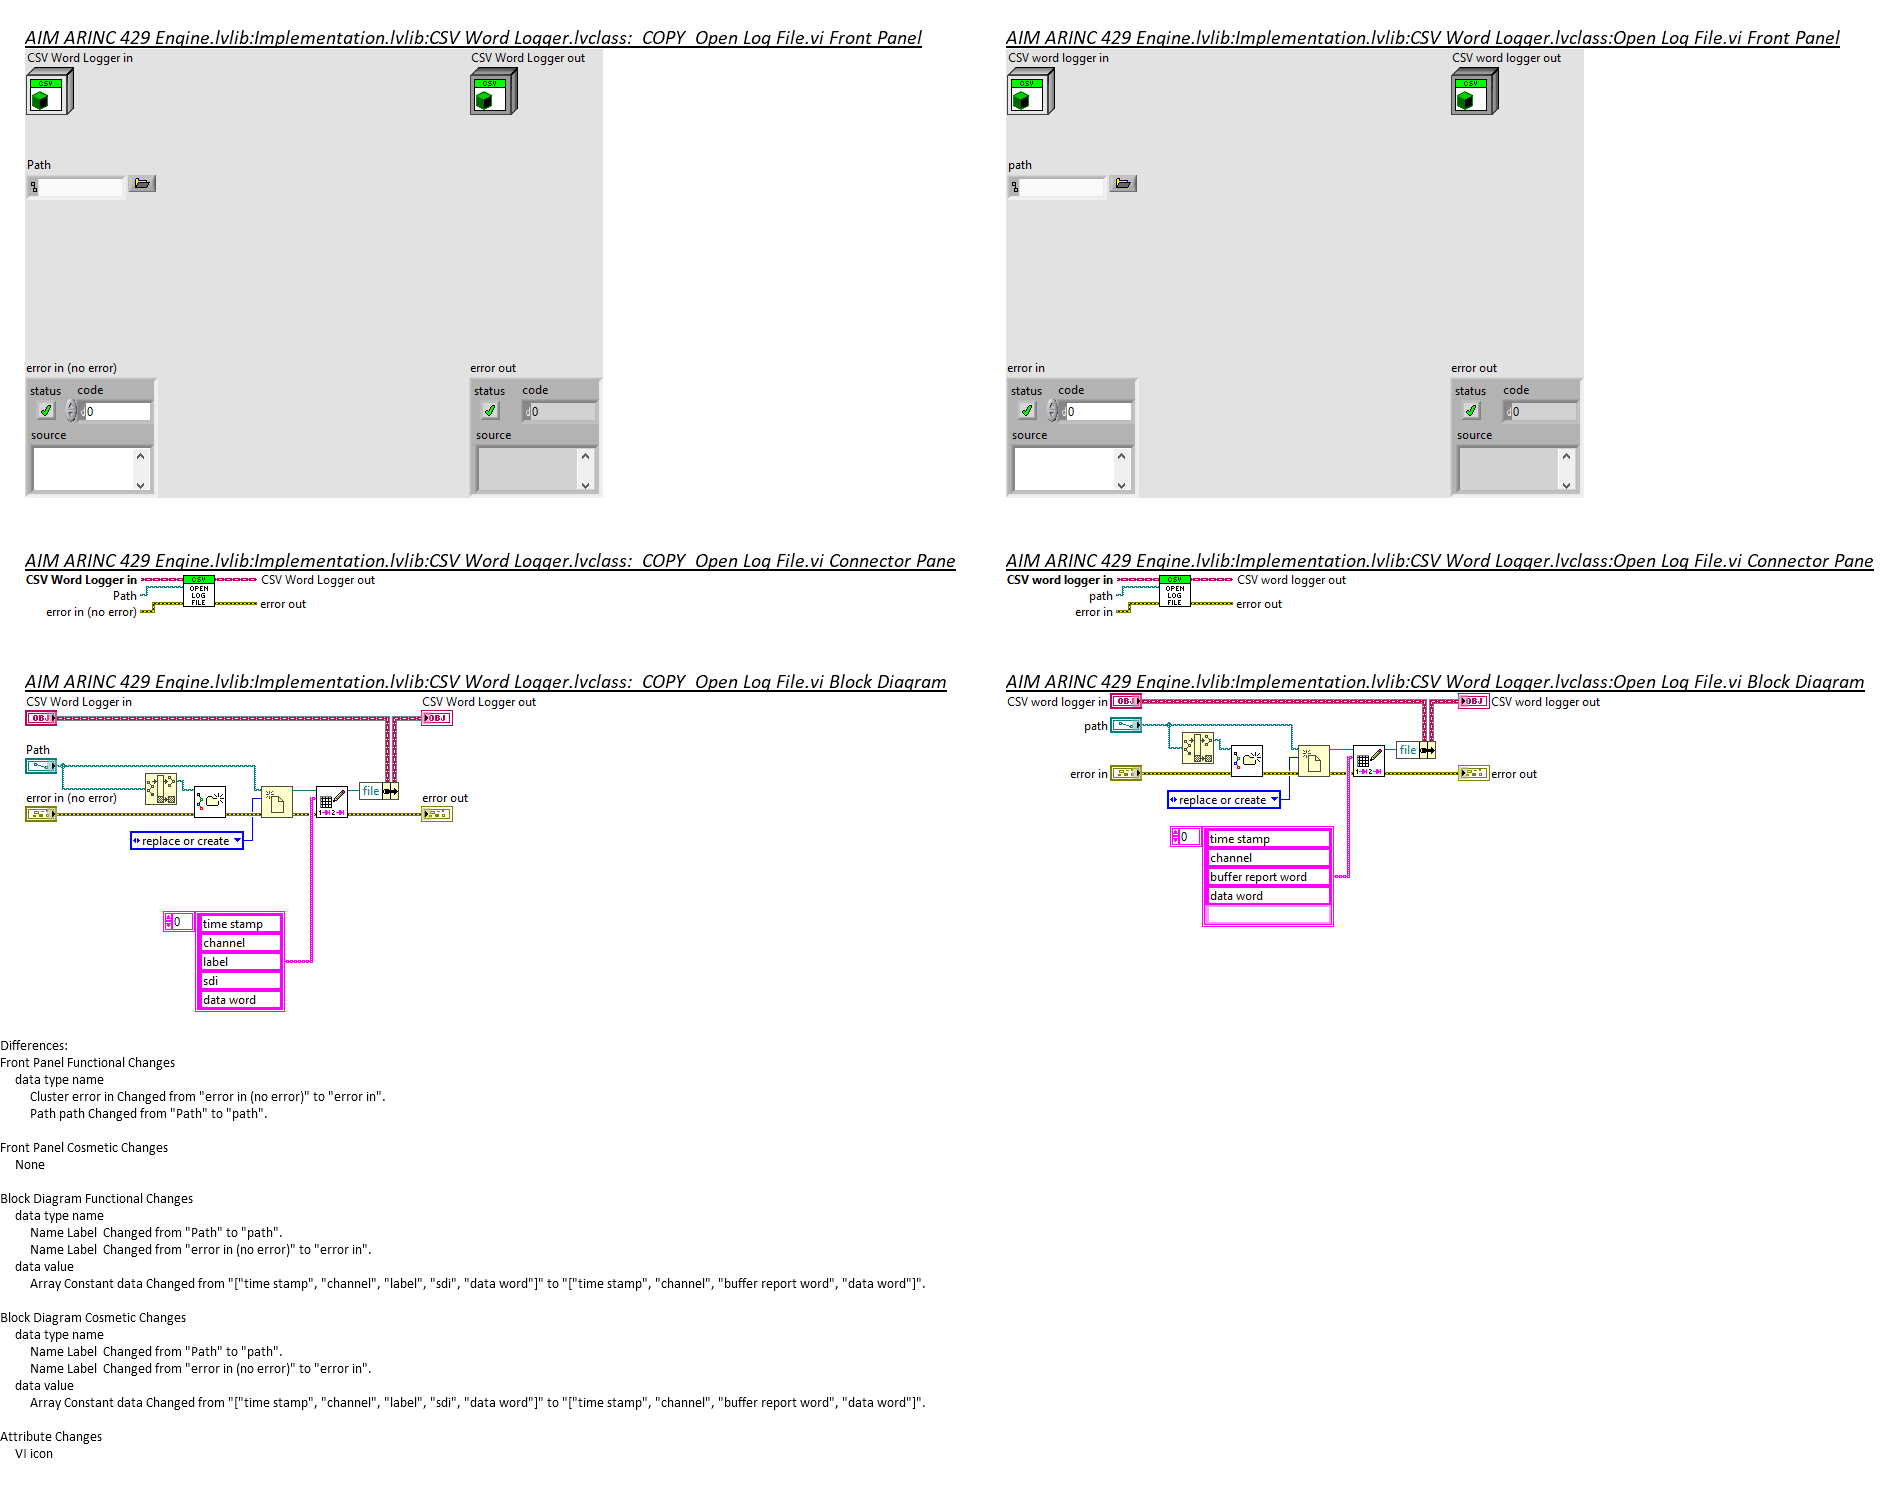 AIM ARINC 429 Engine.lvlib:Implementation.lvlib:CSV Word Logger.lvclass:_COPY_Open Log File.vi Front Panel
CSV Word Logger in
CSV Word Logger out
CSV
CSV
Path
error in (no error)
status code
0
source
error out
status code
0
source
AIM ARINC 429 Engine.lvlib:Implementation.lvlib:CSV Word Logger.lvclass:Open Log File.vi Front Panel
CSV word logger in
CSV word logger out
CSV
CSV
path
error in
status code
0
source
error out
status code
0
source
AIM ARINC 429 Engine.lvlib:Implementation.lvlib:CSV Word Logger.lvclass:_COPY_Open Log File.vi Connector Pane
CSV Word Logger in
Path
error in (no error)
CSV
OPEN
LOG
FILE
CSV Word Logger out
error out
AIM ARINC 429 Engine.lvlib:Implementation.lvlib:CSV Word Logger.lvclass:Open Log File.vi Connector Pane
CSV word logger in
path
error in
CSV
OPEN
LOG
FILE
CSV word logger out
error out
AIM ARINC 429 Engine.lvlib:Implementation.lvlib:CSV Word Logger.lvclass:_COPY_Open Log File.vi Block Diagram
CSV Word Logger in
CSV Word Logger out
OBJ
OBJ
Path
file
error in (no error)
error out
replace or create
0
time stamp
channel
label
sdi
data word
AIM ARINC 429 Engine.lvlib:Implementation.lvlib:CSV Word Logger.lvclass:Open Log File.vi Block Diagram
CSV word logger in OBJ
OBJ CSV word logger out
path
file
error in
error out
replace or create
0
time stamp
channel
buffer report word
data word
Differences:
Front Panel Functional Changes
data type name
Cluster error in Changed from "error in (no error)" to "error in".
Path path Changed from "Path" to "path".
Front Panel Cosmetic Changes
None
Block Diagram Functional Changes
data type name
Name Label  Changed from "Path" to "path".
Name Label  Changed from "error in (no error)" to "error in".
data value
Array Constant data Changed from "["time stamp", "channel", "label", "sdi", "data word"]" to "["time stamp", "channel", "buffer report word", "data word"]".
Block Diagram Cosmetic Changes
data type name
Name Label  Changed from "Path" to "path".
Name Label  Changed from "error in (no error)" to "error in".
data value
Array Constant data Changed from "["time stamp", "channel", "label", "sdi", "data word"]" to "["time stamp", "channel", "buffer report word", "data word"]".
Attribute Changes
VI icon